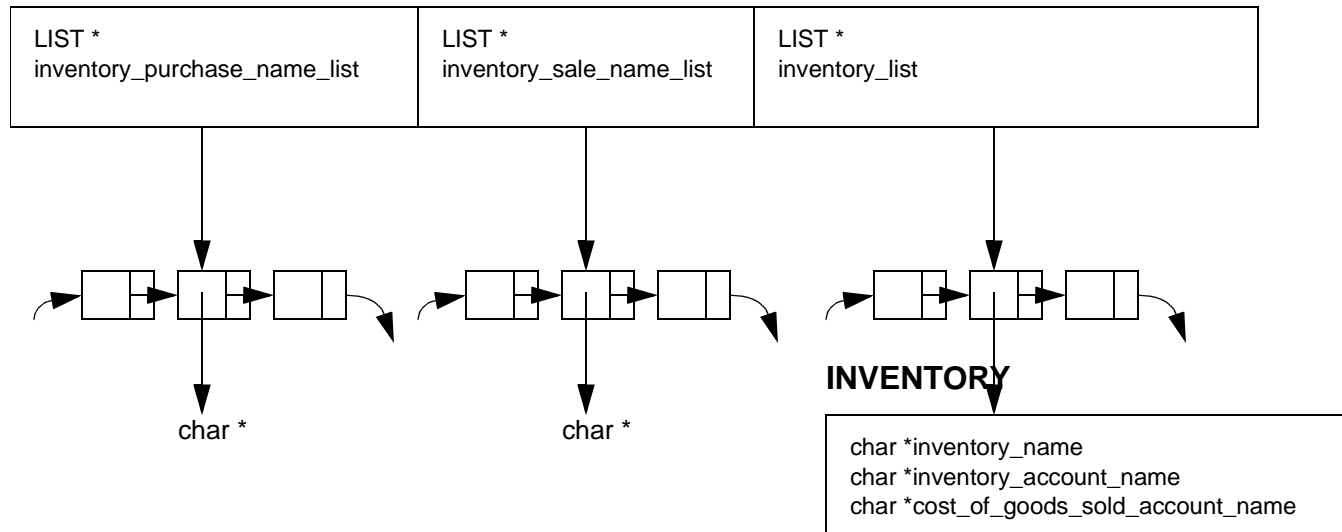 LIST *
inventory_purchase_name_list
LIST *
inventory_sale_name_list
LIST *
inventory_list
char *
char *
INVENTORY
char *inventory_name
char *inventory_account_name
char *cost_of_goods_sold_account_name